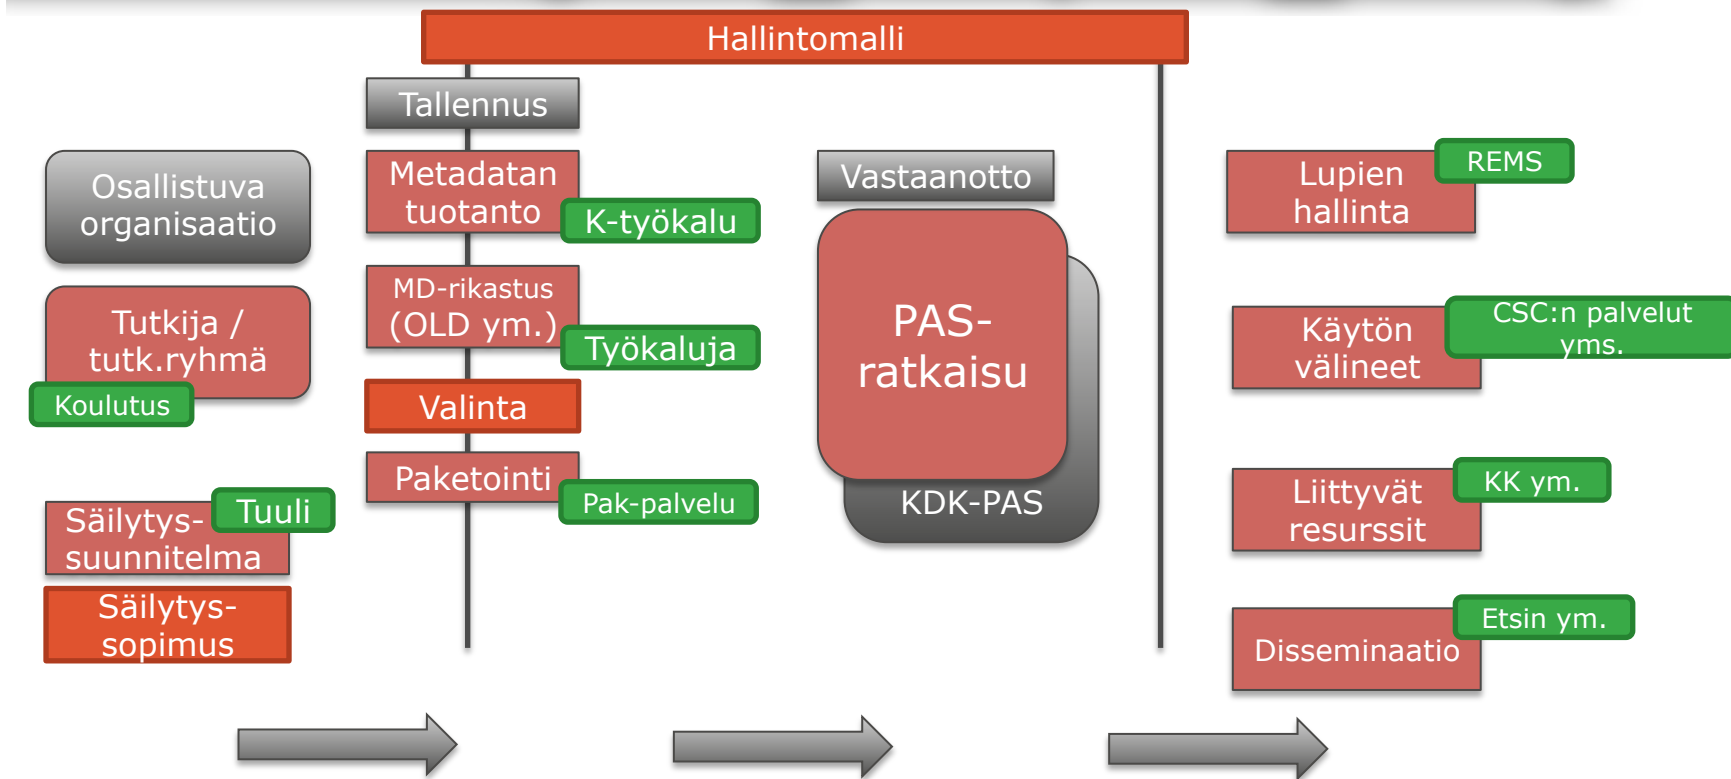 Hallintomalli
Osallistuva
organisaatio
Tutkija /
tutk.ryhmä
Koulutus
Säilytys-
suunnitelma
Tuuli
Säilytys-
sopimus
Tallennus
Metadatan
tuotanto
K-työkalu
MD-rikastus
(OLD ym.)
Työkaluja
Valinta
Paketointi
Pak-palvelu
Vastaanotto
PAS-
ratkaisu
KDK-PAS
Lupien
hallinta
REMS
Käytön
välineet
CSC:n palvelut
yms.
Liittyvät
resurssit
KK ym.
Disseminaatio
Etsin ym.